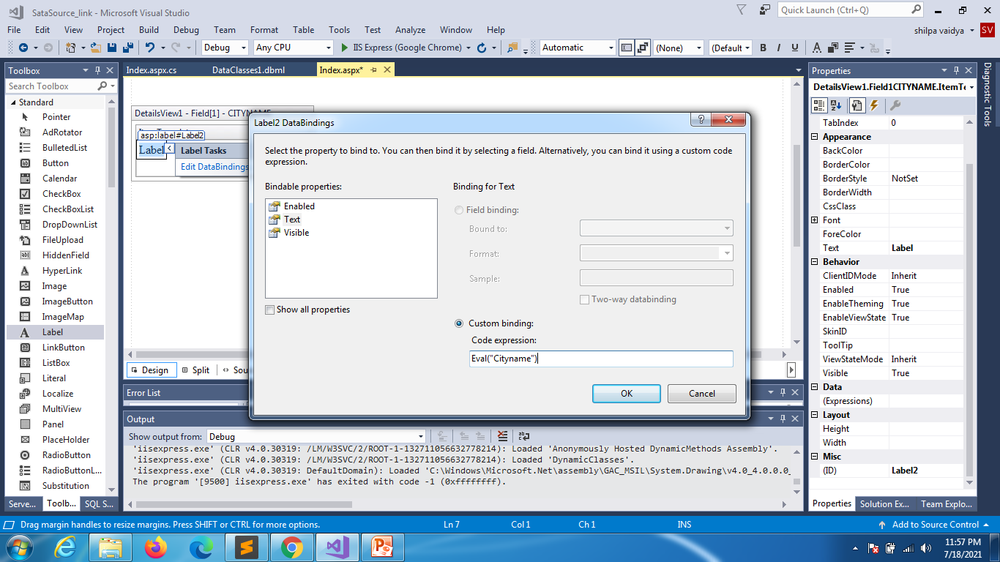 SataSource_link - Microsoft Visual Studio
Quick Launch (Ctrl+Q)
File Edit View Project Build Debug Team Format Table Tools Test Analyze Window Help
shilpa vaidya SV
Debug Any CPU IIS Express (Google Chrome) Automatic (None) (Default B I U A
Toolbox
Search Toolbox
Standard
Pointer
AdRotator
BulletedList
Button
Calendar
CheckBox
CheckBoxList
DropDownList
FileUpload
HiddenField
HyperLink
Image
ImageButton
ImageMap
Label
LinkButton
ListBox
Literal
Localize
MultiView
Panel
PlaceHolder
RadioButton
RadioButtonL...
Substitution
Serve... Toolb... SQL S...
Index.aspx.cs DataClasses1.dbml Index.aspx*
DetailsView1 - Field[1] - CITYNAME
asp:label#Label2
Label
Label Tasks
Edit DataBindings
Label2 DataBindings
Select the property to bind to. You can then bind it by selecting a field. Alternatively, you can bind it using a custom code
expression.
Bindable properties:
Enabled
Text
Visible
Show all properties
Binding for Text
Field binding:
Bound to:
Format:
Sample:
Two-way databinding
Custom binding:
Code expression:
Eval("Cityname")
OK Cancel
Design Split Sou
Error List
Output
Show output from: Debug
'iisexpress.exe' (CLR v4.0.30319: /LM/W3SVC/2/ROOT-1-132711056632778214): Loaded 'Anonymously Hosted DynamicMethods Assembly'.
'iisexpress.exe' (CLR v4.0.30319: /LM/W3SVC/2/ROOT-1-132711056632778214): Loaded 'DynamicClasses'.
'iisexpress.exe' (CLR v4.0.30319: DefaultDomain): Loaded 'C:\Windows\Microsoft.Net\assembly\GAC_MSIL\System.Drawing\v4.0_4.0.0.0_
The program '[9500] iisexpress.exe' has exited with code -1 (0xffffffff).
Properties
DetailsView1.Field1CITYNAME.ItemTe
TabIndex 0
Appearance
BackColor
BorderColor
BorderStyle NotSet
BorderWidth
CssClass
Font
ForeColor
Text Label
Behavior
ClientIDMode Inherit
Enabled True
EnableTheming True
EnableViewState True
SkinID
ToolTip
ViewStateMode Inherit
Visible True
Data
(Expressions)
Layout
Height
Width
Misc
(ID) Label2
Properties Solution Ex... Team Explo...
Diagnostic Tools
Drag margin handles to resize margins. Press SHIFT or CTRL for more options. Ln 7 Col 1 Ch 1 INS Add to Source Control
11:57 PM
7/18/2021